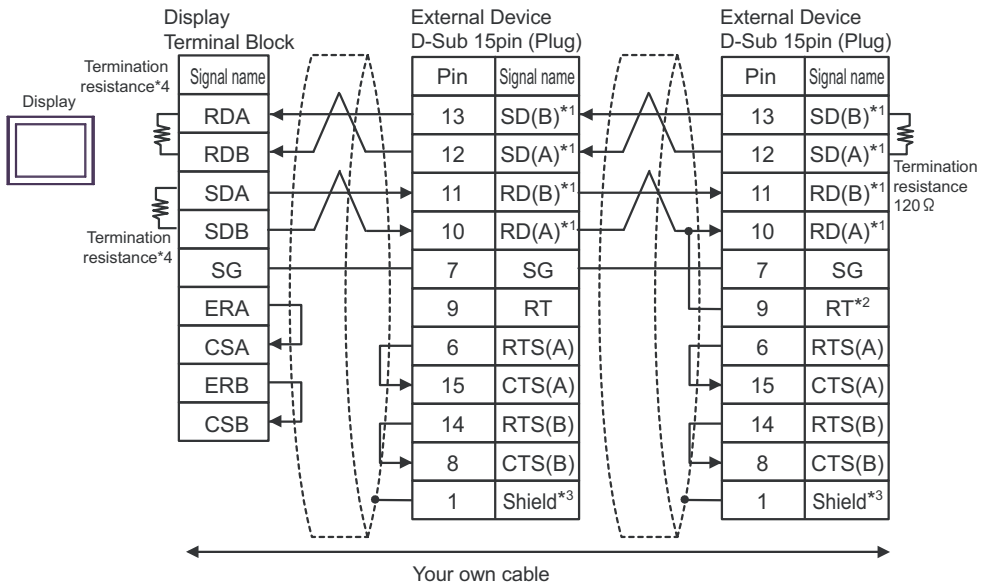 Display
Terminal Block
External Device
D-Sub 15pin (Plug)
External Device
D-Sub 15pin (Plug)
Termination
resistance*4
Display
Signal name
RDA
RDB
SDA
SDB
SG
ERA
CSA
ERB
CSB
Termination
resistance*4
Pin Signal name
13 SD(B)*1
12 SD(A)*1
11 RD(B)*1
10 RD(A)*1
7 SG
9 RT
6 RTS(A)
15 CTS(A)
14 RTS(B)
8 CTS(B)
1 Shield*3
Pin Signal name
13 SD(B)*1
12 SD(A)*1
11 RD(B)*1
10 RD(A)*1
7 SG
9 RT*2
6 RTS(A)
15 CTS(A)
14 RTS(B)
8 CTS(B)
1 Shield*3
Termination
resistance
120 Ω
Your own cable